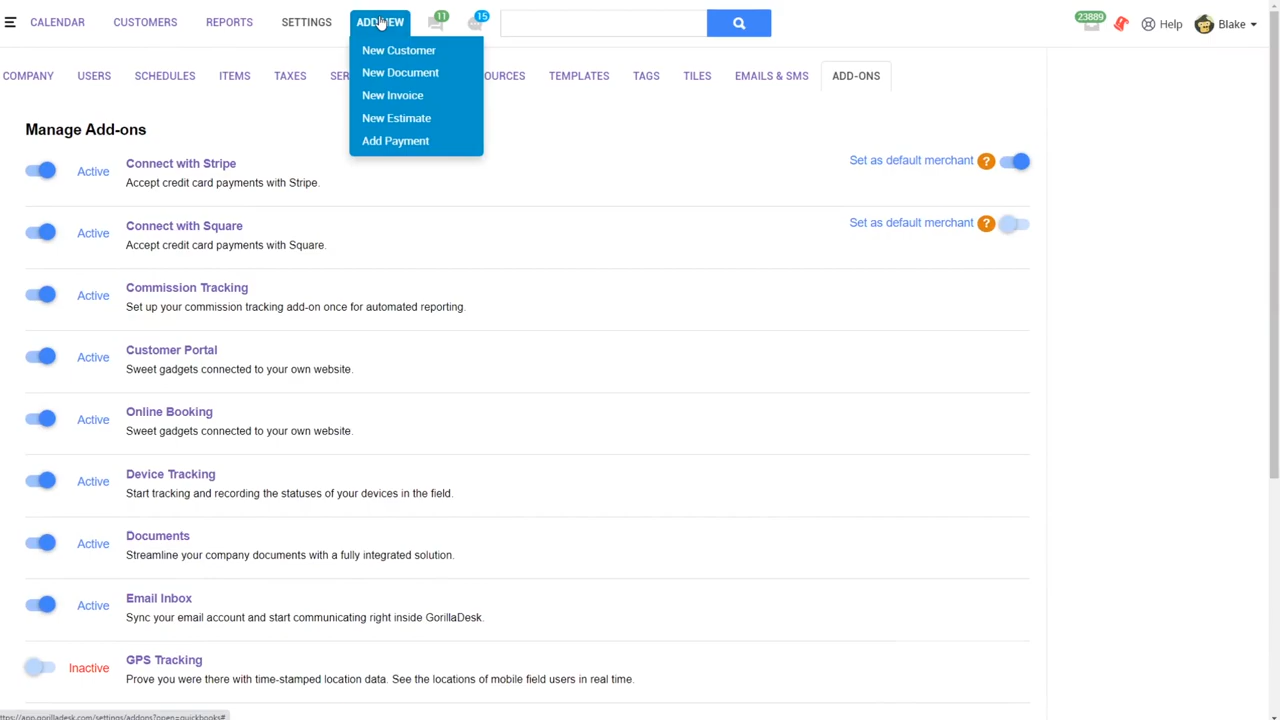 CALENDAR CUSTOMERS REPORTS SETTINGS ADD NEW 11 15 23889 Help Blake
New Customer
New Document
New Invoice
New Estimate
Add Payment
COMPANY USERS SCHEDULES ITEMS TAXES TEMPLATES TAGS TILES EMAILS & SMS ADD-ONS
Manage Add-ons
Active Connect with Stripe Set as default merchant ?
Accept credit card payments with Stripe.
Active Connect with Square Set as default merchant ?
Accept credit card payments with Square.
Active Commission Tracking
Set up your commission tracking add-on once for automated reporting.
Active Customer Portal
Sweet gadgets connected to your own website.
Active Online Booking
Sweet gadgets connected to your own website.
Active Device Tracking
Start tracking and recording the statuses of your devices in the field.
Active Documents
Streamline your company documents with a fully integrated solution.
Active Email Inbox
Sync your email account and start communicating right inside GorillaDesk.
Inactive GPS Tracking
Prove you were there with time-stamped location data. See the locations of mobile field users in real time.
ttps://app.gorilladesk.com/settings/addons?open=quickbooks#